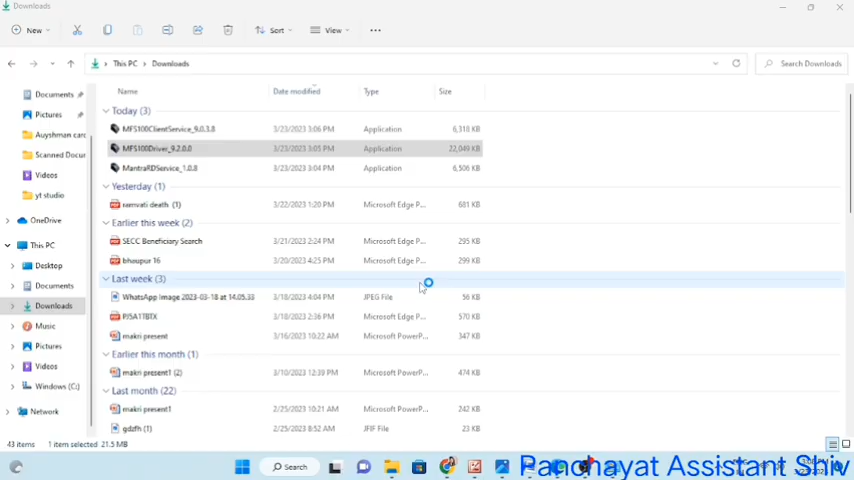 Downloads
New
Sort
View
This PC > Downloads
Search Downloads
Name Date modified Type Size
Documents
Pictures
Auyshman card
Scanned Docur
Videos
yt studio
OneDrive
This PC
Desktop
Documents
Downloads
Music
Pictures
Videos
Windows (C:)
Network
Today (3)
MFS100ClientService_9.0.3.8 3/23/2023 3:06 PM Application 6,318 KB
MFS100Driver_9.2.0.0 3/23/2023 3:05 PM Application 22,049 KB
MantraRDService_1.0.8 3/23/2023 3:04 PM Application 6,506 KB
Yesterday (1)
ramvati death (1) 3/22/2023 1:20 PM Microsoft Edge P... 681 KB
Earlier this week (2)
SECC Beneficiary Search 3/21/2023 2:24 PM Microsoft Edge P... 295 KB
bhoupur 16 3/20/2023 4:25 PM Microsoft Edge P... 299 KB
Last week (3)
WhatsApp Image 2023-03-18 at 14.05.33 3/18/2023 4:04 PM JPEG File 56 KB
PJSA1TBTX 3/18/2023 2:36 PM Microsoft Edge P... 570 KB
makri present 3/16/2023 10:22 AM Microsoft PowerP... 347 KB
Earlier this month (1)
makri present1 (2) 3/10/2023 12:39 PM Microsoft PowerP... 474 KB
Last month (22)
makri present1 2/25/2023 10:21 AM Microsoft PowerP... 242 KB
gdzfh (1) 2/25/2023 8:52 AM JFIF File 23 KB
43 items 1 item selected 21.5 MB
Search
Panchayat Assistant Shiv